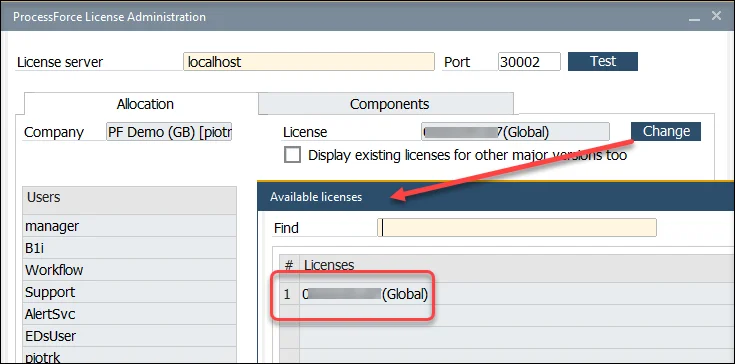 ProcessForce License Administration
License server localhost Port 30002 Test
Allocation Components
Company PF Demo (GB) [piotr License 0 7(Global) Change
Display existing licenses for other major versions too
Users
Available licenses
manager
Find
B1i
Workflow
# Licenses
Support
1 0 (Global)
AlertSvc
EDsUser
piotrk